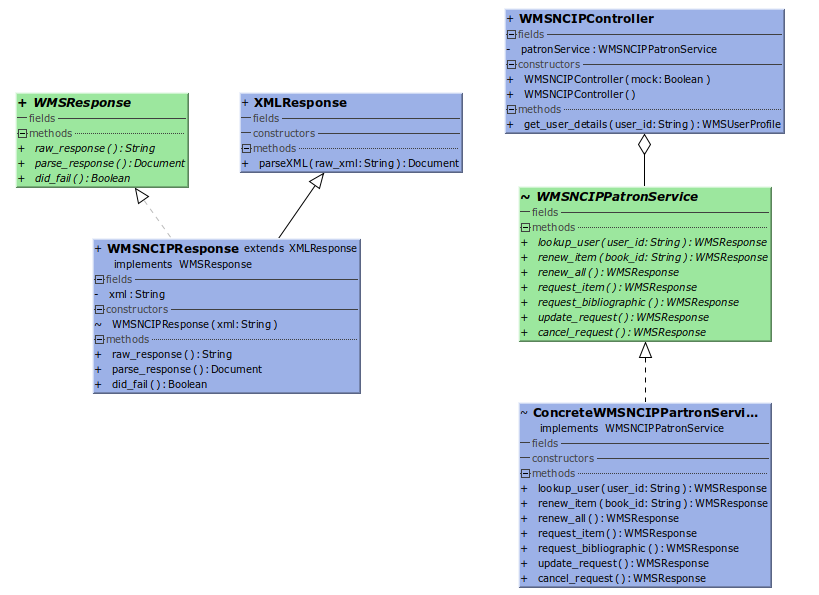 + WMSResponse
fields
methods
+ raw_response ( ) : String
+ parse_response ( ) : Document
+ did_fail ( ) : Boolean
+ XMLResponse
fields
constructors
methods
+ parseXML ( raw_xml: String ) : Document
+ WMSNCIPResponse extends XMLResponse
implements WMSResponse
fields
- xml : String
constructors
~ WMSNCIPResponse ( xml: String )
methods
+ raw_response ( ) : String
+ parse_response ( ) : Document
+ did_fail ( ) : Boolean
+ WMSNCIPController
fields
- patronService : WMSNCIPPatronService
constructors
+ WMSNCIPController ( mock: Boolean )
+ WMSNCIPController ( )
methods
+ get_user_details ( user_id: String ) : WMSUserProfile
~ WMSNCIPPatronService
fields
methods
+ lookup_user ( user_id: String ) : WMSResponse
+ renew_item ( book_id: String ) : WMSResponse
+ renew_all ( ) : WMSResponse
+ request_item ( ) : WMSResponse
+ request_bibliographic ( ) : WMSResponse
+ update_request ( ) : WMSResponse
+ cancel_request ( ) : WMSResponse
~ ConcreteWMSNCIPPartronServi...
implements WMSNCIPPatronService
fields
constructors
methods
+ lookup_user ( user_id: String ) : WMSResponse
+ renew_item ( book_id: String ) : WMSResponse
+ renew_all ( ) : WMSResponse
+ request_item ( ) : WMSResponse
+ request_bibliographic ( ) : WMSResponse
+ update_request ( ) : WMSResponse
+ cancel_request ( ) : WMSResponse